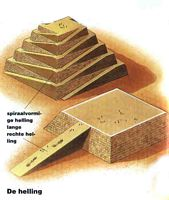 spiraalvormi-
ge helling
lange
rechte hel-
ling
De helling